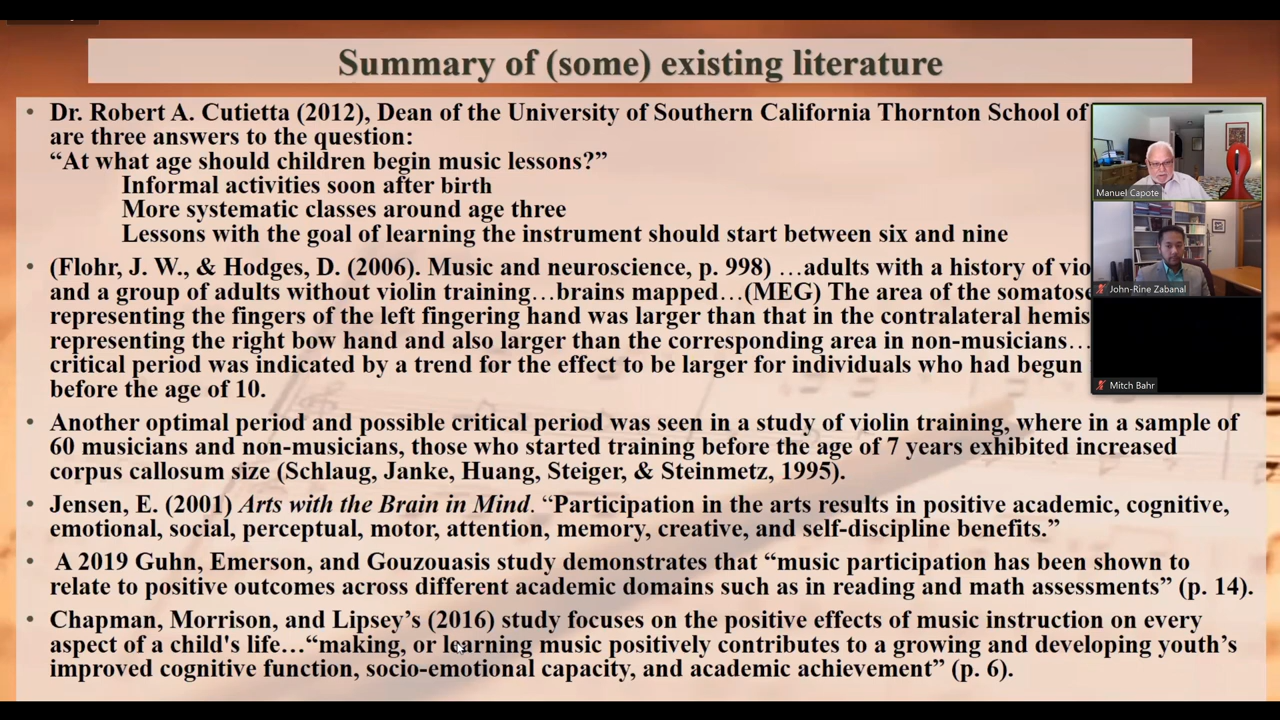 Summary of (some) existing literature
• Dr. Robert A. Cutietta (2012), Dean of the University of Southern California Thornton School of
are three answers to the question:
“At what age should children begin music lessons?”
Informal activities soon after birth
More systematic classes around age three
Lessons with the goal of learning the instrument should start between six and nine
• (Flohr, J. W., & Hodges, D. (2006). Music and neuroscience, p. 998) …adults with a history of
and a group of adults without violin training…brains mapped…(MEG) The area of the
representing the fingers of the left fingering hand was larger than that in the contralateral
representing the right bow hand and also larger than the corresponding area in non-musicians…
critical period was indicated by a trend for the effect to be larger for individuals who had begun
before the age of 10.
• Another optimal period and possible critical period was seen in a study of violin training, where in a sample of
60 musicians and non-musicians, those who started training before the age of 7 years exhibited increased
corpus callosum size (Schlaug, Janke, Huang, Steiger, & Steinmetz, 1995).
• Jensen, E. (2001) Arts with the Brain in Mind. “Participation in the arts results in positive academic, cognitive,
emotional, social, perceptual, motor, attention, memory, creative, and self-discipline benefits.”
• A 2019 Guhn, Emerson, and Gouzouasis study demonstrates that “music participation has been shown to
relate to positive outcomes across different academic domains such as in reading and math assessments” (p. 14).
• Chapman, Morrison, and Lipsey’s (2016) study focuses on the positive effects of music instruction on every
aspect of a child's life…“making, or learning music positively contributes to a growing and developing youth’s
improved cognitive function, socio-emotional capacity, and academic achievement” (p. 6).
Manuel Capote
John-Rine Zabanal
Mitch Bahr